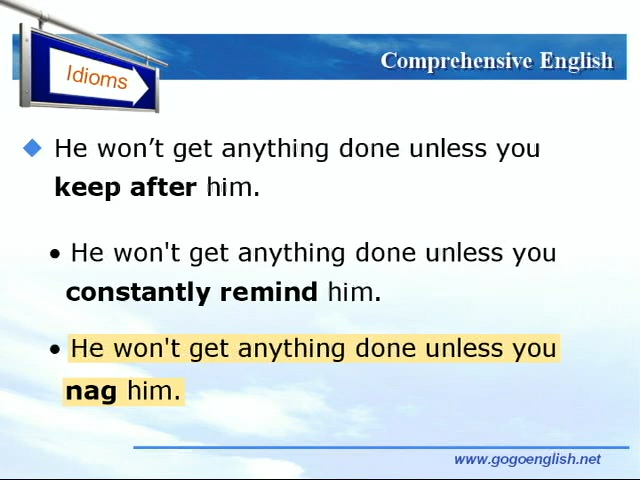 Idioms
Comprehensive English
He won’t get anything done unless you
keep after him.
• He won't get anything done unless you
constantly remind him.
• He won't get anything done unless you
nag him.
www.gogoenglish.net